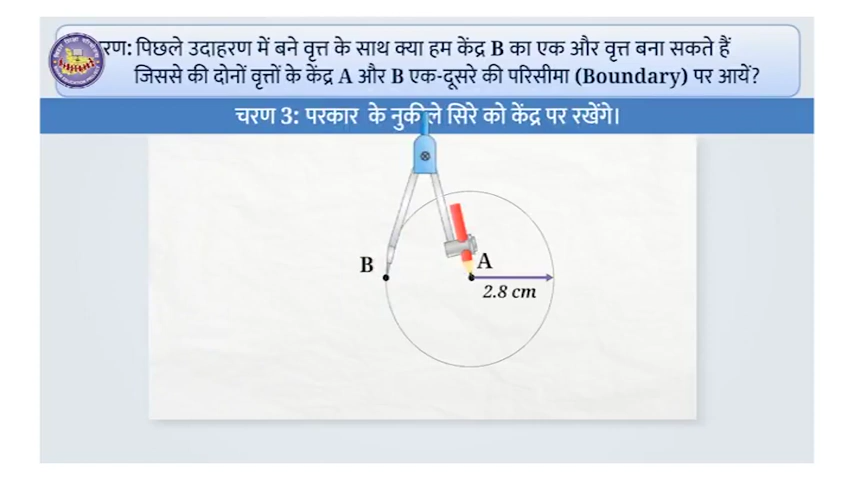 रण: पिछले उदाहरण में बने वृत्त के साथ क्या हम केंद्र B का एक और वृत्त बना सकते हैं
जिससे की दोनों वृत्तों के केंद्र A और B एक-दूसरे की परिसीमा (Boundary) पर आयें?
चरण 3: परकार के नुकीले सिरे को केंद्र पर रखेंगे।
B
A
2.8 cm